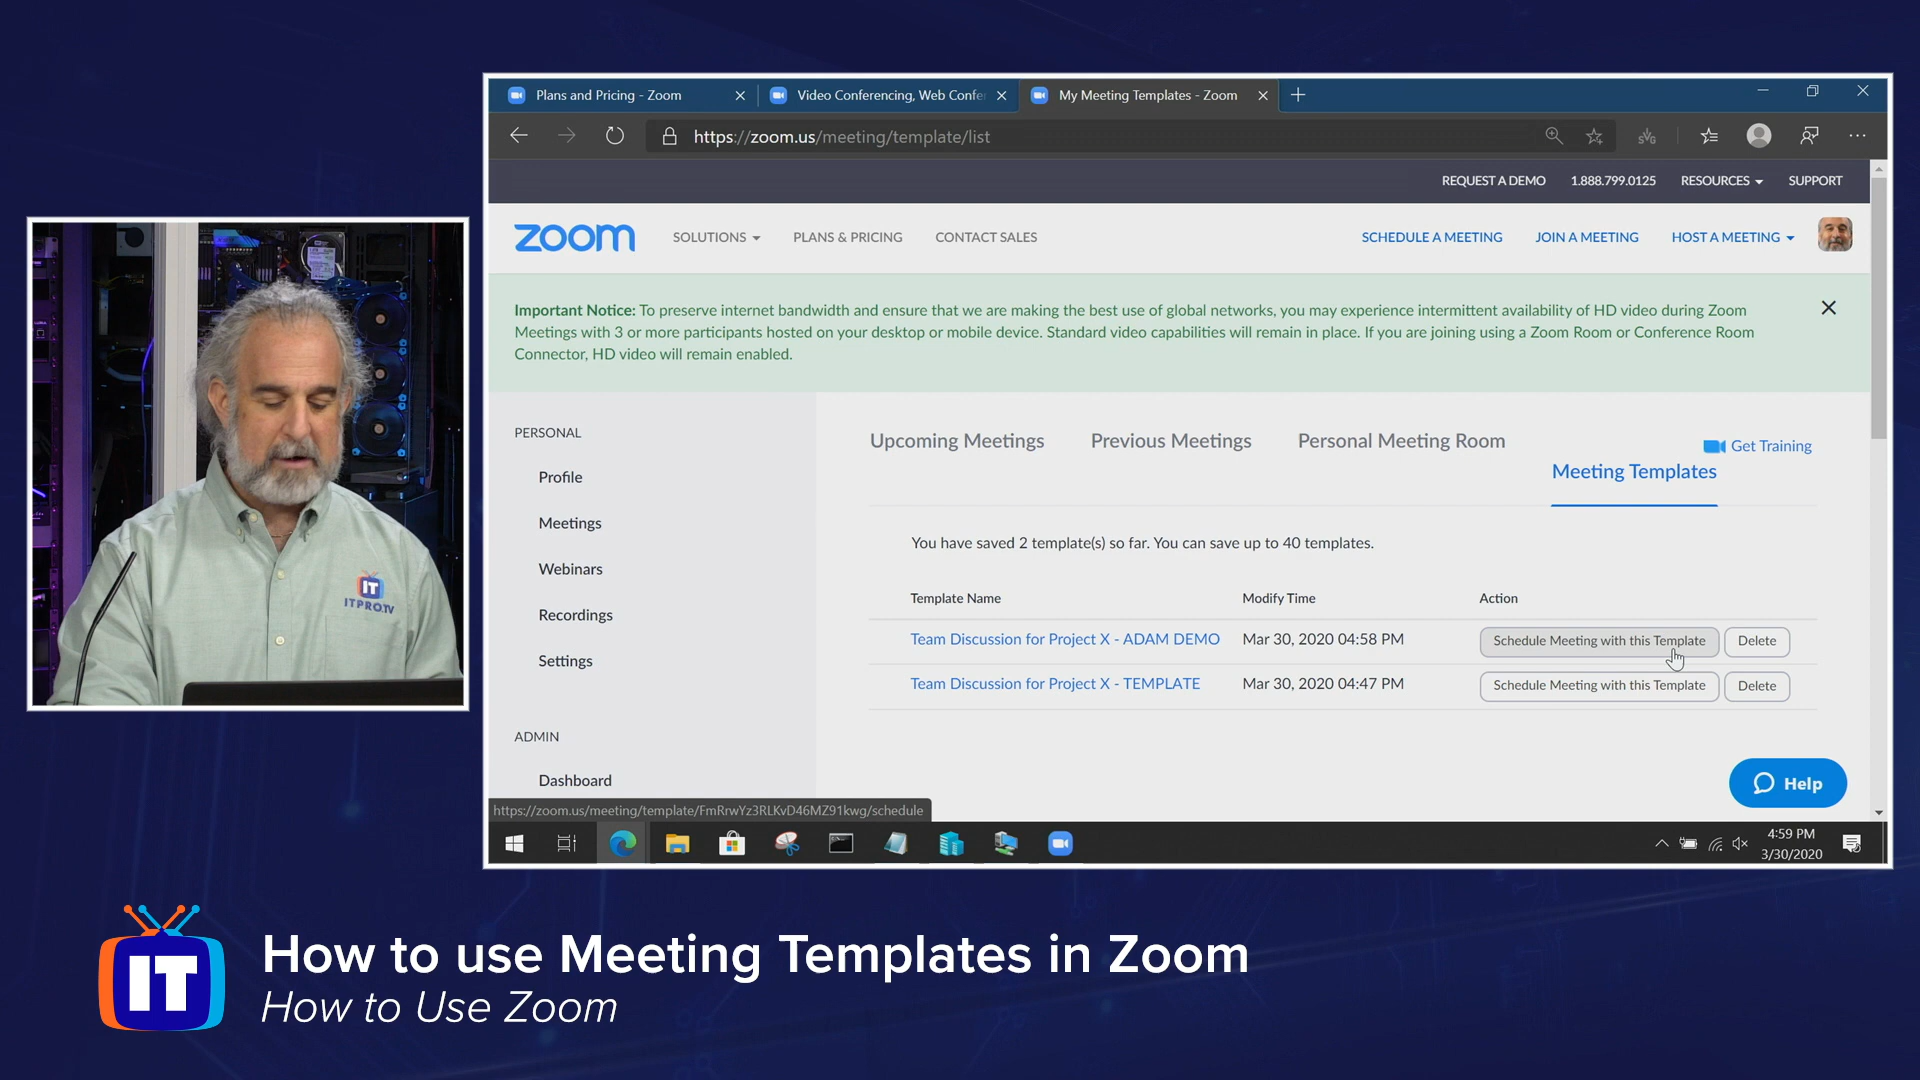 Plans and Pricing - Zoom
Video Conferencing, Web Confe
My Meeting Templates - Zoom
https://zoom.us/meeting/template/list
SVG
REQUEST A DEMO
1.888.799.0125
RESOURCES
SUPPORT
zoom
SOLUTIONS
PLANS & PRICING
CONTACT SALES
SCHEDULE A MEETING
JOIN A MEETING
HOST A MEETING
Important Notice: To preserve internet bandwidth and ensure that we are making the best use of global networks, you may experience intermittent availability of HD video during Zoom
Meetings with 3 or more participants hosted on your desktop or mobile device. Standard video capabilities will remain in place. If you are joining using a Zoom Room or Conference Room
Connector, HD video will remain enabled.
PERSONAL
Profile
Meetings
Webinars
Recordings
Settings
ADMIN
Dashboard
Upcoming Meetings
Previous Meetings
Personal Meeting Room
Get Training
Meeting Templates
You have saved 2 template(s) so far. You can save up to 40 templates.
Template Name Modify Time Action
Team Discussion for Project X - ADAM DEMO Mar 30, 2020 04:58 PM Schedule Meeting with this Template Delete
Team Discussion for Project X - TEMPLATE Mar 30, 2020 04:47 PM Schedule Meeting with this Template Delete
Help
https://zoom.us/meeting/template/FmRrwYz3RLKvD46MZ91kwg/schedule
4:59 PM
3/30/2020
IT
ITPRO.TV
IT
How to use Meeting Templates in Zoom
How to Use Zoom